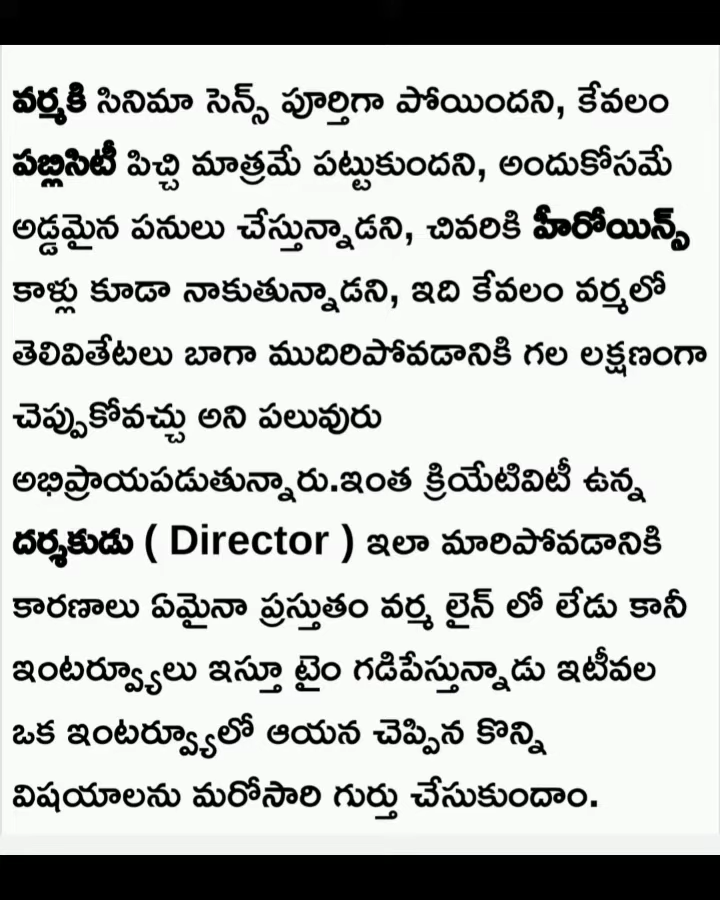 వర్మకి సినిమా సెన్స్ పూర్తిగా పోయిందని, కేవలం
పబ్లిసిటీ పిచ్చి మాత్రమే పట్టుకుందని, అందుకోసమే
అడ్డమైన పనులు చేస్తున్నాడని, చివరికి హీరోయిన్స్
కాళ్లు కూడా నాకుతున్నాడని, ఇది కేవలం వర్మలో
తెలివితేటలు బాగా ముదిరిపోవడానికి గల లక్షణంగా
చెప్పుకోవచ్చు అని పలువురు
అభిప్రాయపడుతున్నారు.ఇంత క్రియేటివిటీ ఉన్న
దర్శకుడు ( Director ) ఇలా మారిపోవడానికి
కారణాలు ఏమైనా ప్రస్తుతం వర్మ లైన్ లో లేడు కానీ
ఇంటర్వ్యూలు ఇస్తూ టైం గడిపేస్తున్నాడు ఇటీవల
ఒక ఇంటర్వ్యూలో ఆయన చెప్పిన కొన్ని
విషయాలను మరోసారి గుర్తు చేసుకుందాం.